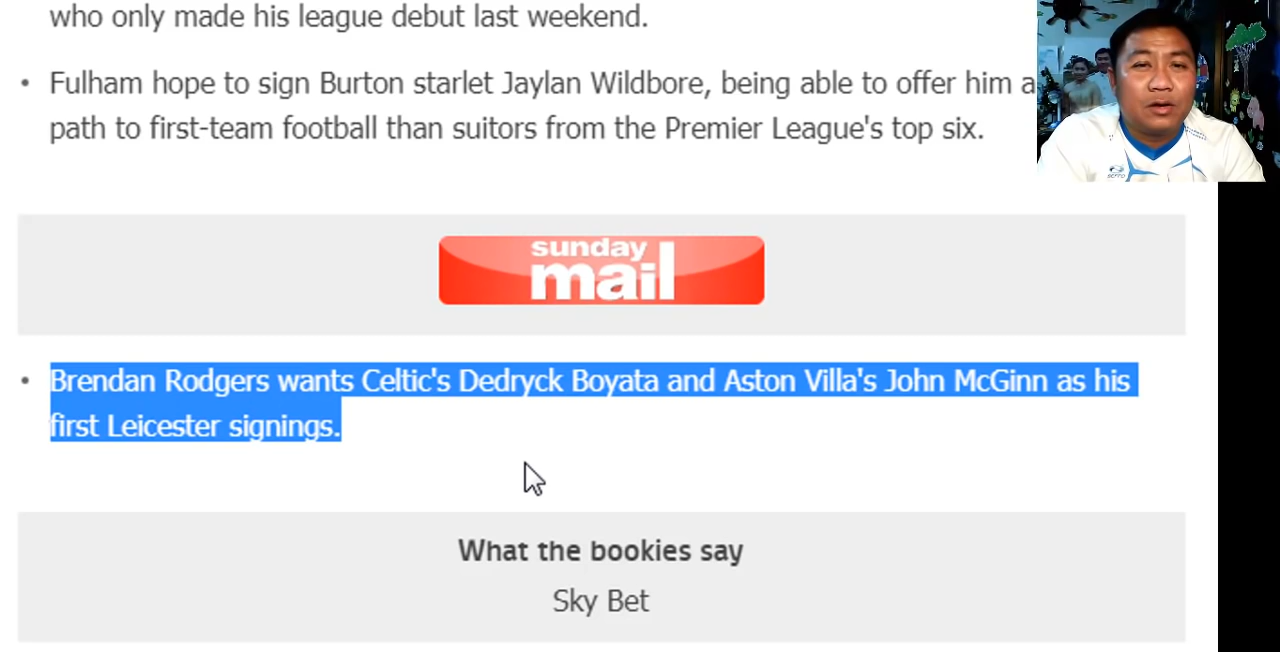 who only made his league debut last weekend.
• Fulham hope to sign Burton starlet Jaylan Wildbore, being able to offer him a
path to first-team football than suitors from the Premier League's top six.
sunday
mail
• Brendan Rodgers wants Celtic's Dedryck Boyata and Aston Villa's John McGinn as his
first Leicester signings.
What the bookies say
Sky Bet